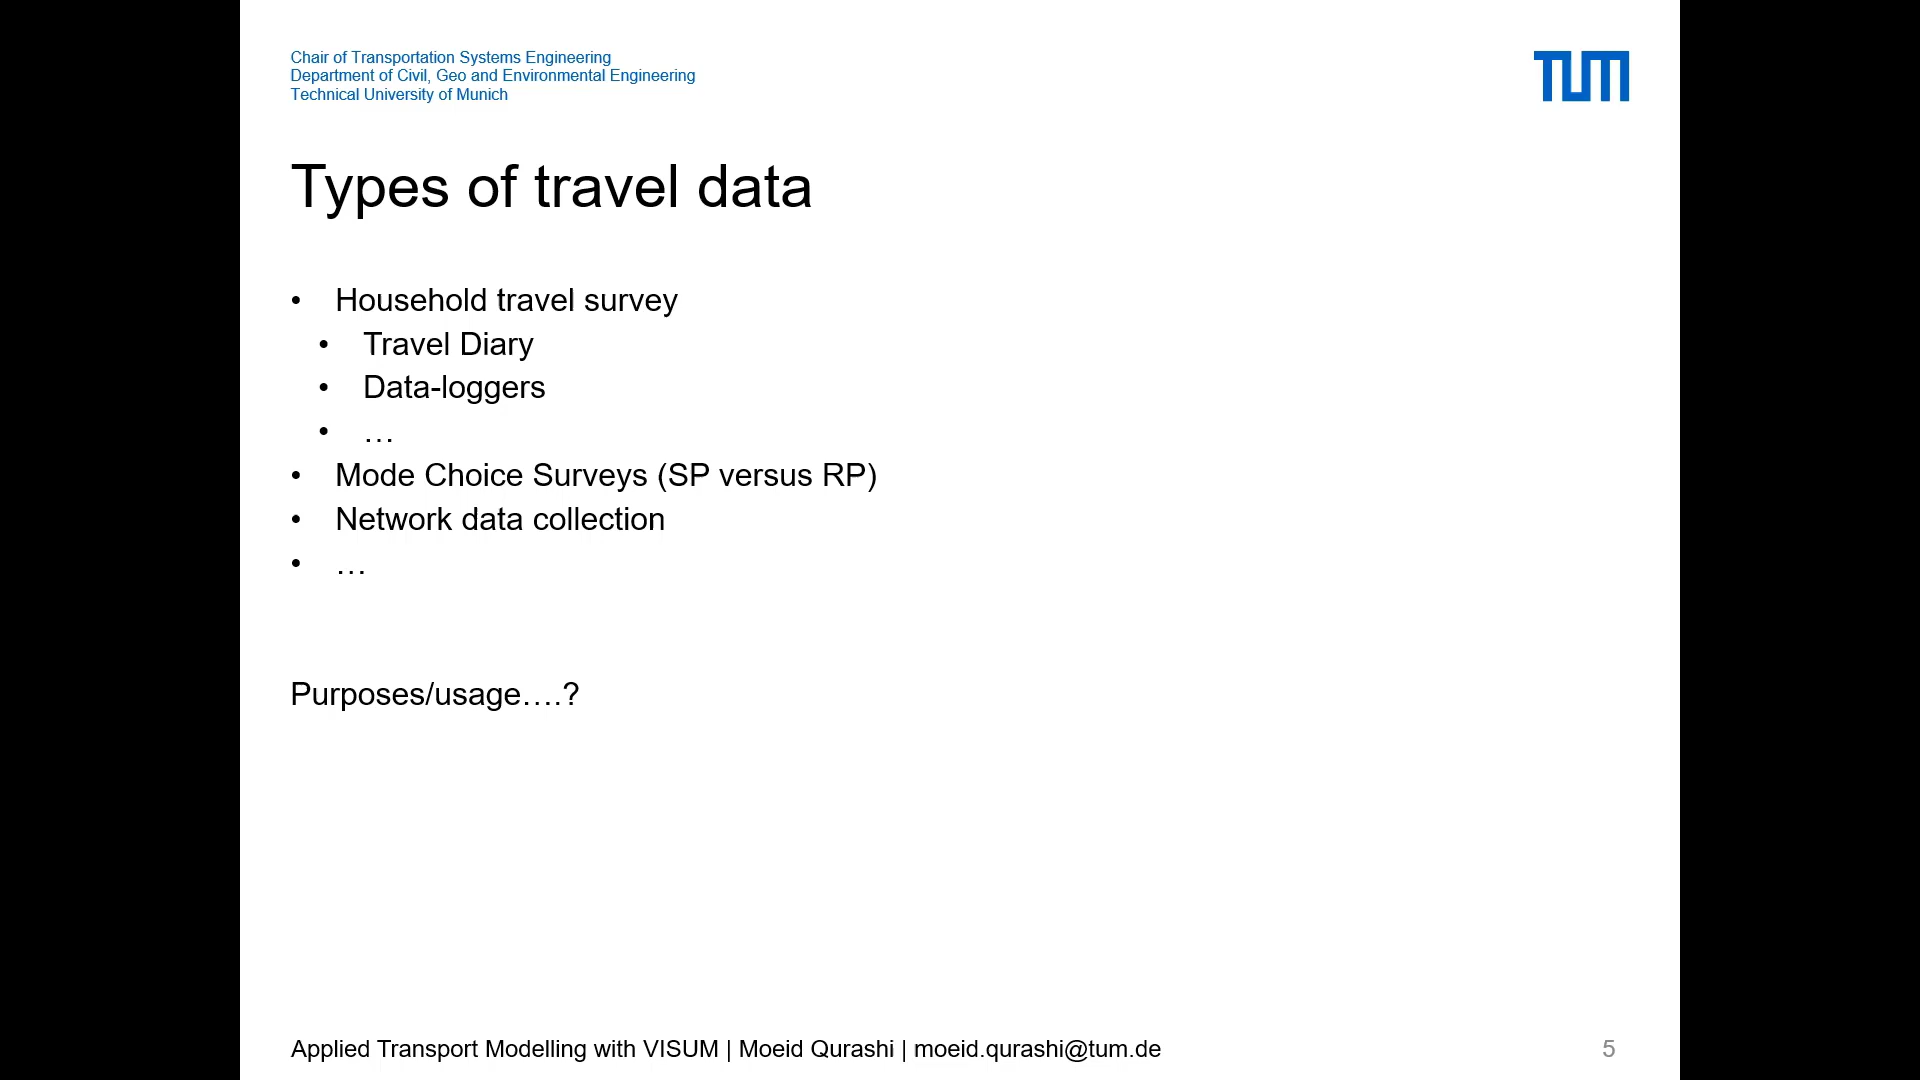 Chair of Transportation Systems Engineering
Department of Civil, Geo and Environmental Engineering
Technical University of Munich
TUM
Types of travel data
• Household travel survey
• Travel Diary
• Data-loggers
• …
• Mode Choice Surveys (SP versus RP)
• Network data collection
• …
Purposes/usage….?
Applied Transport Modelling with VISUM | Moeid Qurashi | moeid.qurashi@tum.de
5